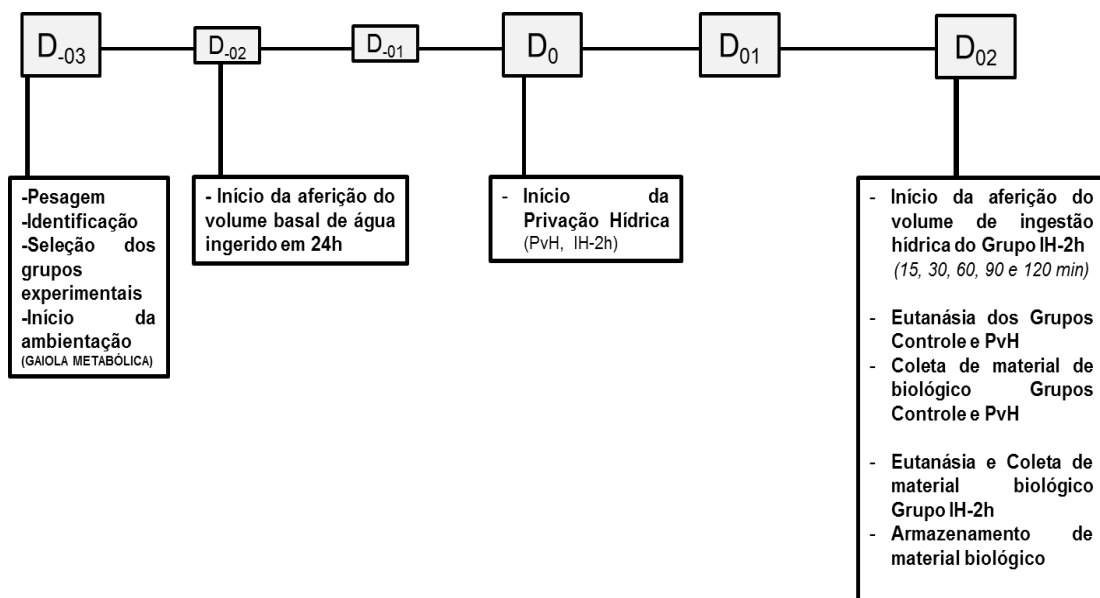 D-03
D-02
D-01
D0
D01
D02
-Pesagem
-Identificação
-Seleção dos
grupos
experimentais
-Início da
ambientação
(GAIOLA METABÓLICA)
- Início da aferição do
volume basal de água
ingerido em 24h
- Início da
Privação Hídrica
(PvH, IH-2h)
- Início da aferição do
volume de ingestão
hídrica do Grupo IH-2h
(15, 30, 60, 90 e 120 min)
- Eutanásia dos Grupos
Controle e PvH
- Coleta de material de
biológico Grupos
Controle e PvH
- Eutanásia e Coleta de
material biológico
Grupo IH-2h
- Armazenamento de
material biológico